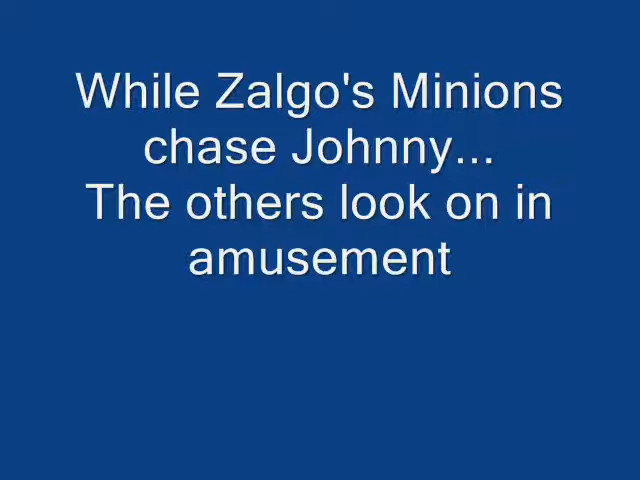 While Zalgo's Minions
chase Johnny...
The others look on in
amusement